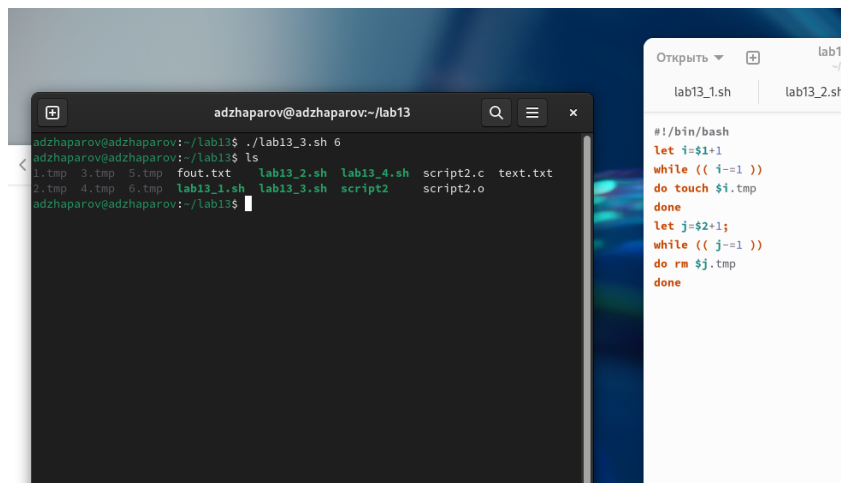 adzhaparov@adzhaparov:~/lab13
adzhaparov@adzhaparov:~/lab13$ ./lab13_3.sh 6
adzhaparov@adzhaparov:~/lab13$ ls
1.tmp 3.tmp 5.tmp fout.txt lab13_2.sh lab13_4.sh script2.c text.txt
2.tmp 4.tmp 6.tmp lab13_1.sh lab13_3.sh script2 script2.o
adzhaparov@adzhaparov:~/lab13$
Открыть
lab1
~/
lab13_1.sh lab13_2.sh
#!/bin/bash
let i=$1+1
while (( i-=1 ))
do touch $i.tmp
done
let j=$2+1;
while (( j-=1 ))
do rm $j.tmp
done